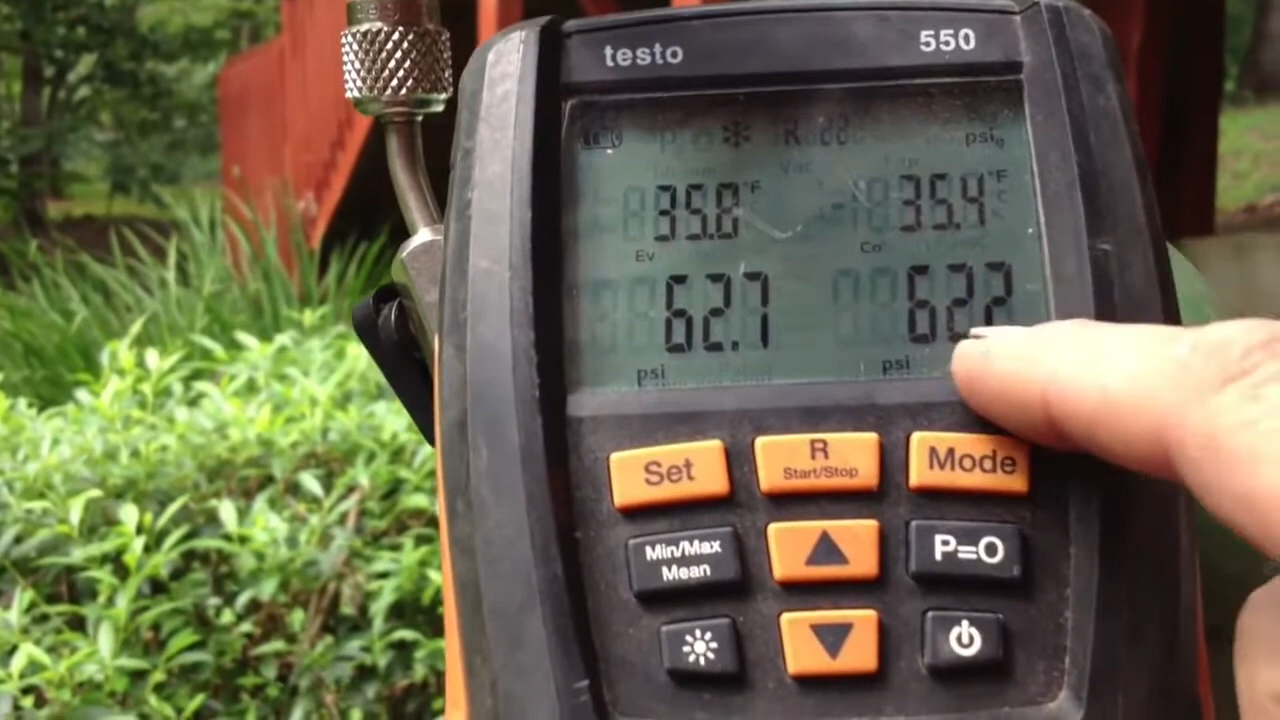 testo 550
psig
35.8°F 35.4°F
Ev Co
62.7 62.2
psi psi
Set R Mode
Start/Stop
Min/Max P=O
Mean